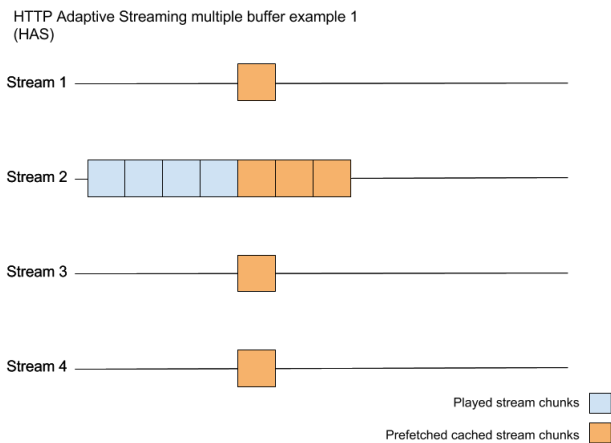 HTTP Adaptive Streaming multiple buffer example 1
(HAS)
Stream 1
Stream 2
Stream 3
Stream 4
Played stream chunks
Prefetched cached stream chunks